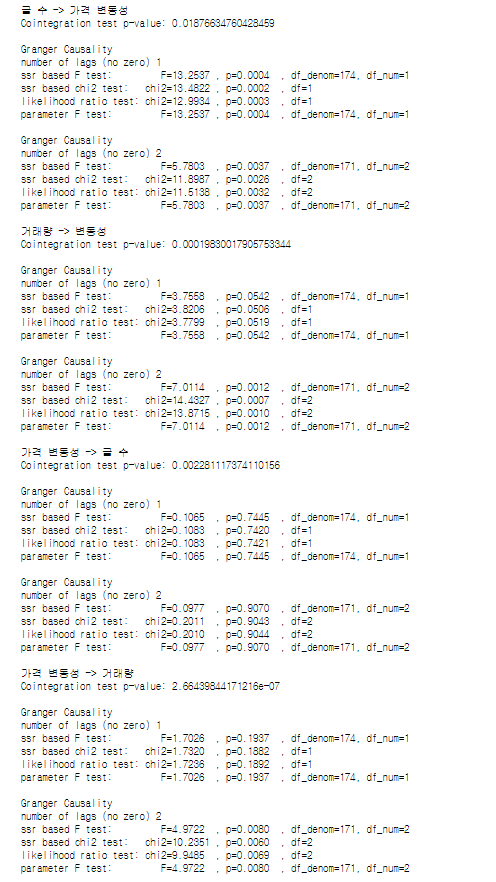 글 수 -> 가격 변동성
Cointegration test p-value: 0.01876634760428459
Granger Causality
number of lags (no zero) 1
ssr based F test:         F=13.2537 , p=0.0004  , df_denom=174, df_num=1
ssr based chi2 test:   chi2=13.4822 , p=0.0002  , df=1
likelihood ratio test: chi2=12.9934 , p=0.0003  , df=1
parameter F test:         F=13.2537 , p=0.0004  , df_denom=174, df_num=1
Granger Causality
number of lags (no zero) 2
ssr based F test:         F=5.7803  , p=0.0037  , df_denom=171, df_num=2
ssr based chi2 test:   chi2=11.8987 , p=0.0026  , df=2
likelihood ratio test: chi2=11.5138 , p=0.0032  , df=2
parameter F test:         F=5.7803  , p=0.0037  , df_denom=171, df_num=2
거래량 -> 변동성
Cointegration test p-value: 0.00019830017905753344
Granger Causality
number of lags (no zero) 1
ssr based F test:         F=3.7558  , p=0.0542  , df_denom=174, df_num=1
ssr based chi2 test:   chi2=3.8206  , p=0.0506  , df=1
likelihood ratio test: chi2=3.7799  , p=0.0519  , df=1
parameter F test:         F=3.7558  , p=0.0542  , df_denom=174, df_num=1
Granger Causality
number of lags (no zero) 2
ssr based F test:         F=7.0114  , p=0.0012  , df_denom=171, df_num=2
ssr based chi2 test:   chi2=14.4327 , p=0.0007  , df=2
likelihood ratio test: chi2=13.8715 , p=0.0010  , df=2
parameter F test:         F=7.0114  , p=0.0012  , df_denom=171, df_num=2
가격 변동성 -> 글 수
Cointegration test p-value: 0.002281117374110156
Granger Causality
number of lags (no zero) 1
ssr based F test:         F=0.1065  , p=0.7445  , df_denom=174, df_num=1
ssr based chi2 test:   chi2=0.1083  , p=0.7420  , df=1
likelihood ratio test: chi2=0.1083  , p=0.7421  , df=1
parameter F test:         F=0.1065  , p=0.7445  , df_denom=174, df_num=1
Granger Causality
number of lags (no zero) 2
ssr based F test:         F=0.0977  , p=0.9070  , df_denom=171, df_num=2
ssr based chi2 test:   chi2=0.2011  , p=0.9043  , df=2
likelihood ratio test: chi2=0.2010  , p=0.9044  , df=2
parameter F test:         F=0.0977  , p=0.9070  , df_denom=171, df_num=2
가격 변동성 -> 거래량
Cointegration test p-value: 2.66439844171216e-07
Granger Causality
number of lags (no zero) 1
ssr based F test:         F=1.7026  , p=0.1937  , df_denom=174, df_num=1
ssr based chi2 test:   chi2=1.7320  , p=0.1882  , df=1
likelihood ratio test: chi2=1.7236  , p=0.1892  , df=1
parameter F test:         F=1.7026  , p=0.1937  , df_denom=174, df_num=1
Granger Causality
number of lags (no zero) 2
ssr based F test:         F=4.9722  , p=0.0080  , df_denom=171, df_num=2
ssr based chi2 test:   chi2=10.2351 , p=0.0060  , df=2
likelihood ratio test: chi2=9.9485  , p=0.0069  , df=2
parameter F test:         F=4.9722  , p=0.0080  , df_denom=171, df_num=2